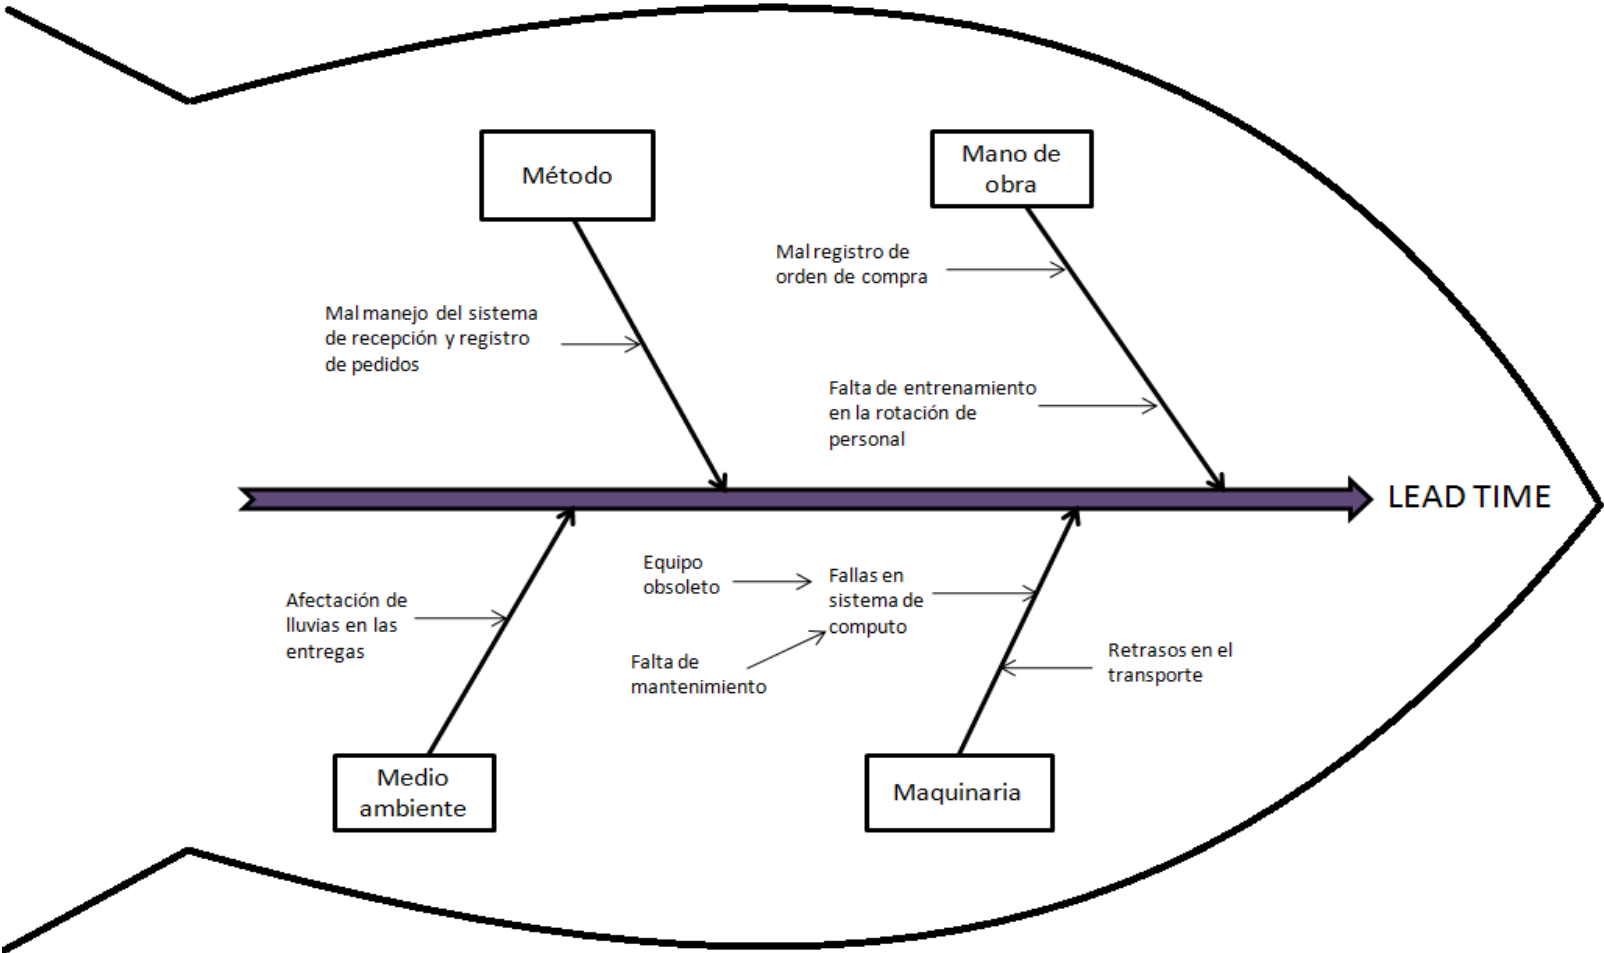 Método
Mano de
obra
Mal registro de
orden de compra
Mal manejo del sistema
de recepción y registro
de pedidos
Falta de entrenamiento
en la rotación de
personal
LEAD TIME
Equipo
obsoleto
Fallas en
sistema de
computo
Afectación de
lluvias en las
entregas
Falta de
mantenimiento
Retrasos en el
transporte
Medio
ambiente
Maquinaria